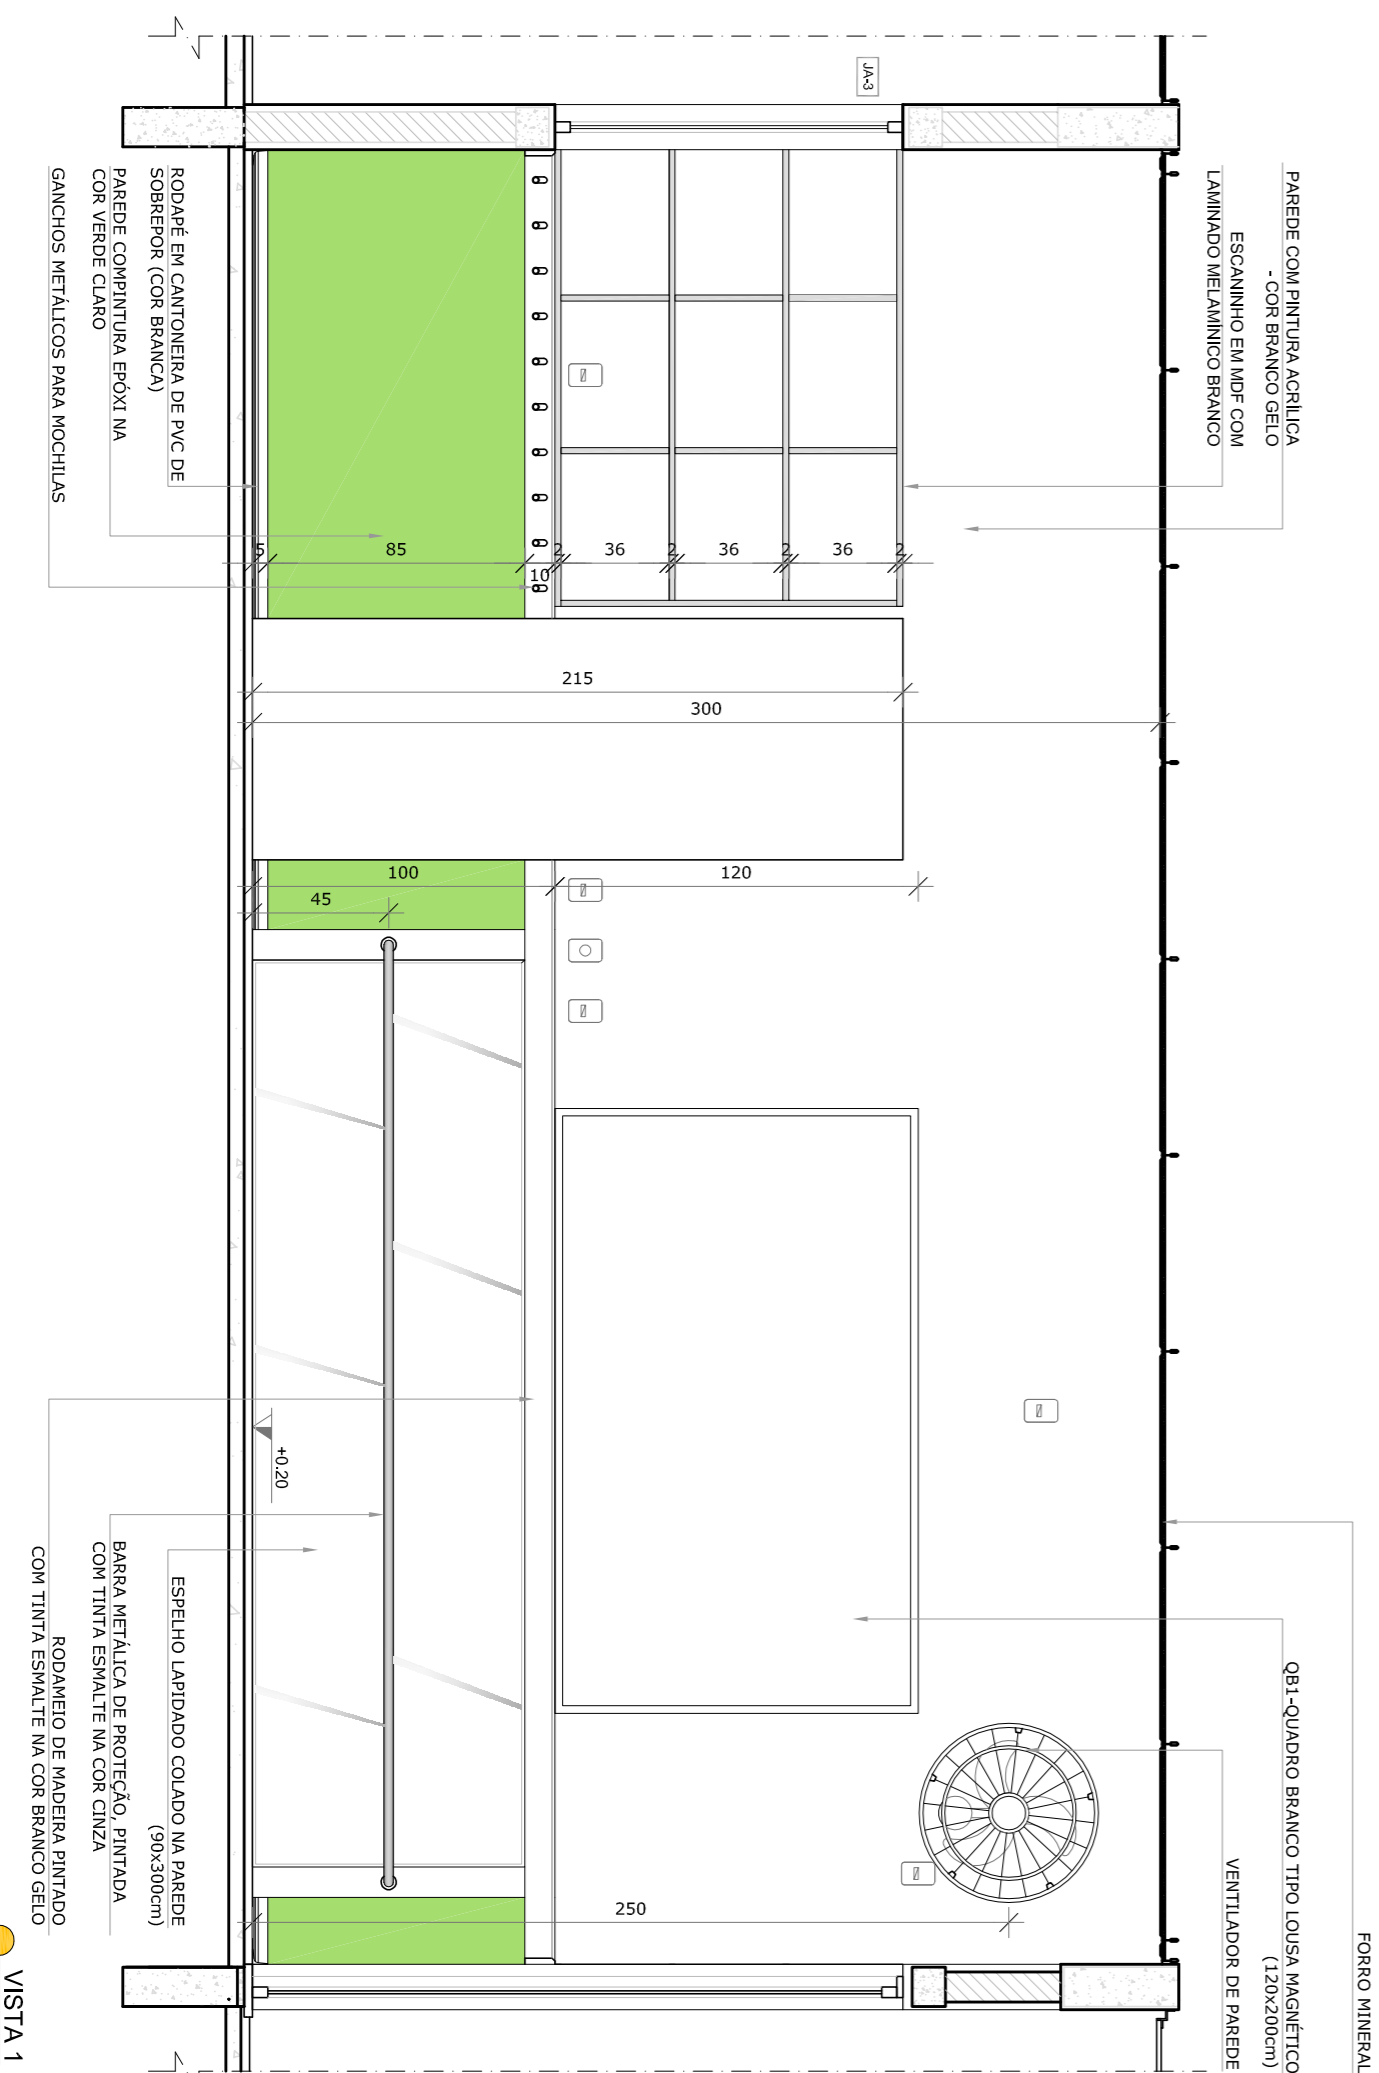 FORRO MINERAL
QB1-QUADRO BRANCO TIPO LOUSA MAGNÉTICO
(120x200cm)
VENTILADOR DE PAREDE
PAREDE COM PINTURA ACRÍLICA
- COR BRANCO GELO
ESCANINHO EM MDF COM
LAMINADO MELAMÍNICO BRANCO
JA-3
2
36
2
36
2
36
2
10
85
5
215
300
120
100
45
250
+0.20
RODAPÉ EM CANTONEIRA DE PVC DE
SOBREPOR (COR BRANCA)
PAREDE COMPINTURA EPÓXI NA
COR VERDE CLARO
GANCHOS METÁLICOS PARA MOCHILAS
ESPELHO LAPIDADO COLADO NA PAREDE
(90x300cm)
BARRA METÁLICA DE PROTEÇÃO, PINTADA
COM TINTA ESMALTE NA COR CINZA
RODAMEIO DE MADEIRA PINTADO
COM TINTA ESMALTE NA COR BRANCO GELO
VISTA 1